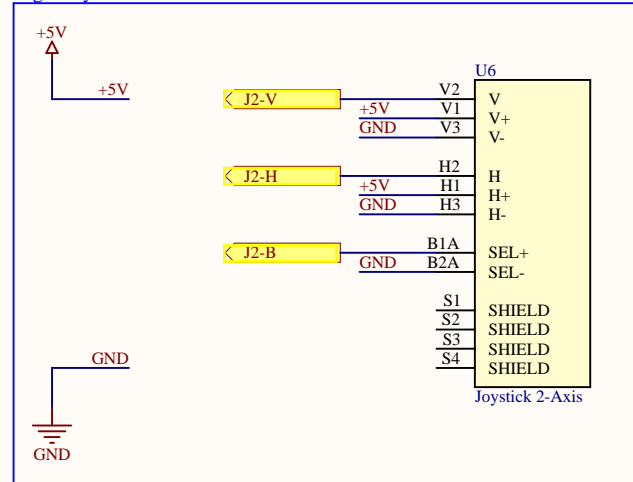 +5V
+5V
U6
J2-V V2 V
+5V V1 V+
GND V3 V-
J2-H H2 H
+5V H1 H+
GND H3 H-
J2-B B1A SEL+
GND B2A SEL-
S1 SHIELD
S2 SHIELD
S3 SHIELD
S4 SHIELD
GND
Joystick 2-Axis
GND